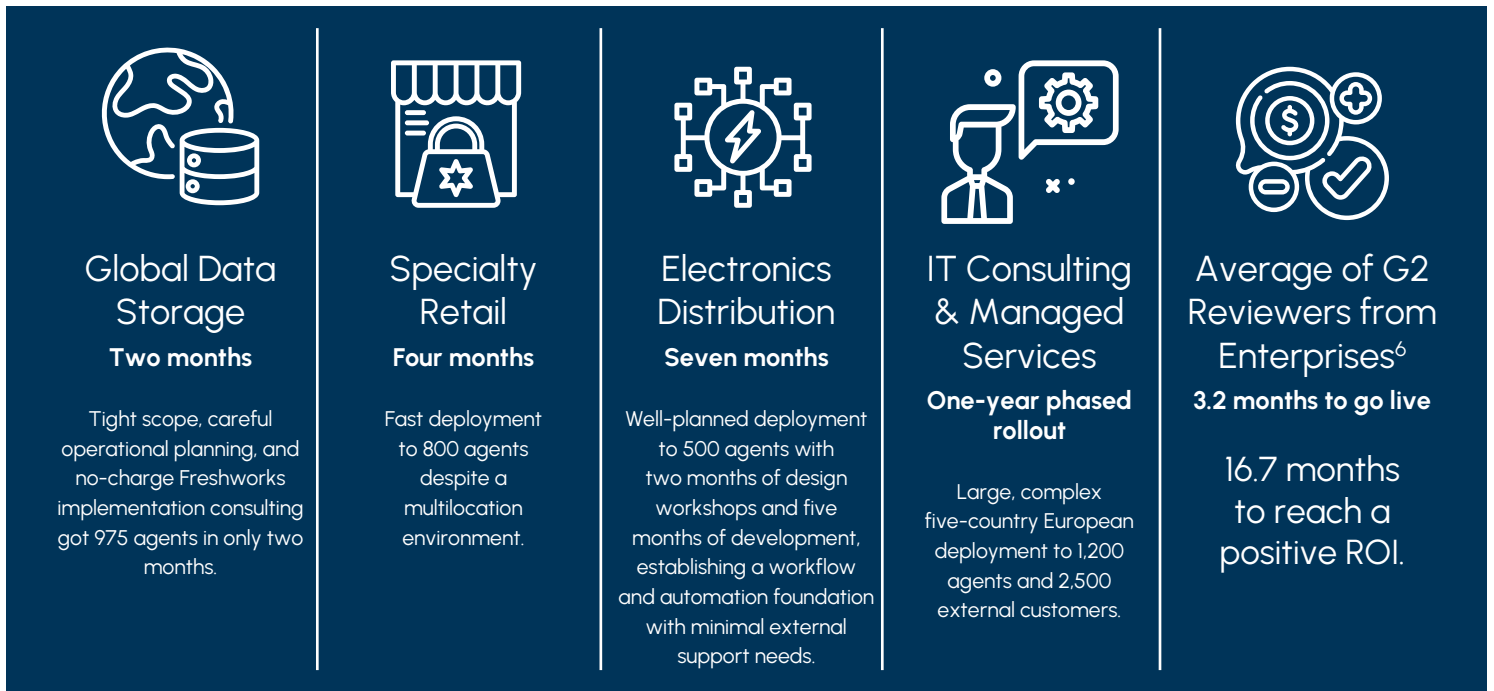 Global Data
Storage
Two months
Tight scope, careful
operational planning, and
no-charge Freshworks
implementation consulting
got 975 agents in only two
months.
Specialty
Retail
Four months
Fast deployment
to 800 agents
despite a
multilocation
environment.
Electronics
Distribution
Seven months
Well-planned deployment
to 500 agents with
two months of design
workshops and five
months of development,
establishing a workflow
and automation foundation
with minimal external
support needs.
IT Consulting
& Managed
Services
One-year phased
rollout
Large, complex
five-country European
deployment to 1,200
agents and 2,500
external customers.
$
Average of G2
Reviewers from
Enterprises⁶
3.2 months to go live
16.7 months
to reach a
positive ROI.